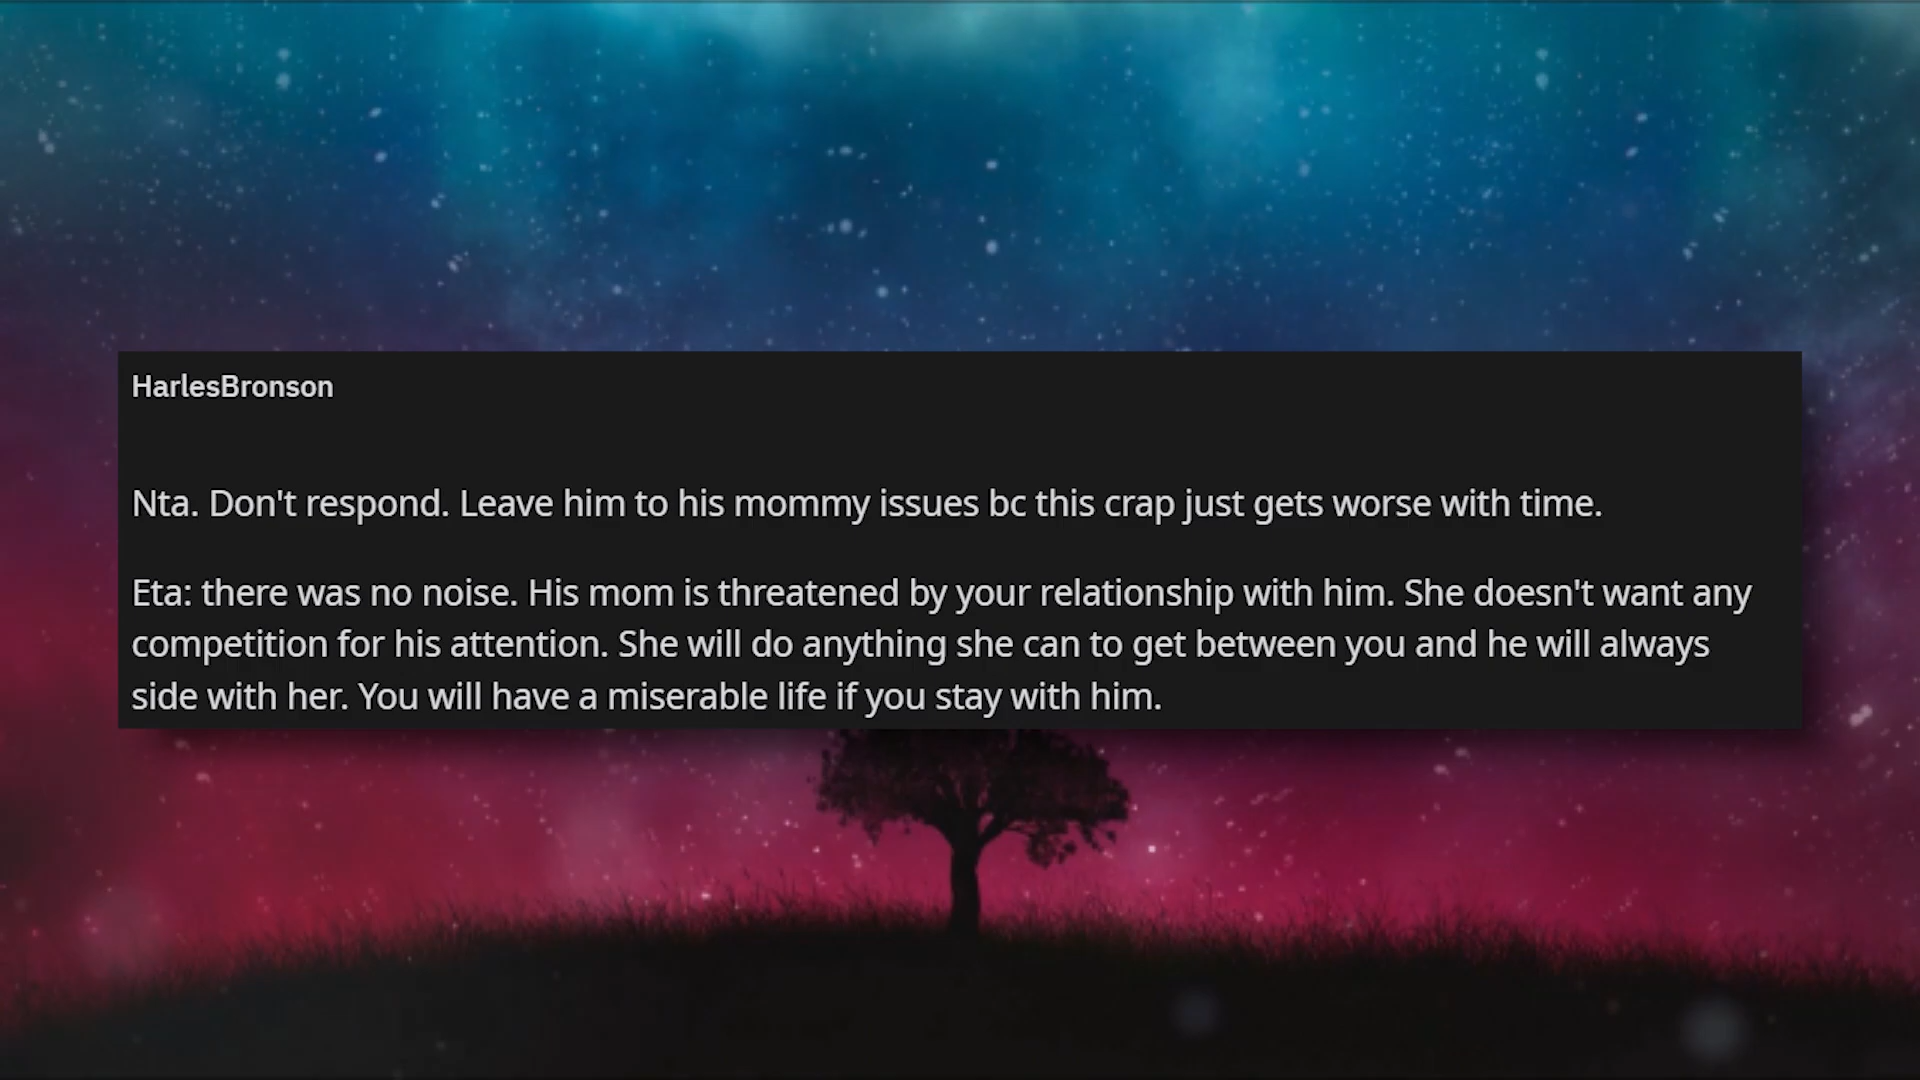 HarlesBronson
Nta. Don't respond. Leave him to his mommy issues bc this crap just gets worse with time.
Eta: there was no noise. His mom is threatened by your relationship with him. She doesn't want any
competition for his attention. She will do anything she can to get between you and he will always
side with her. You will have a miserable life if you stay with him.